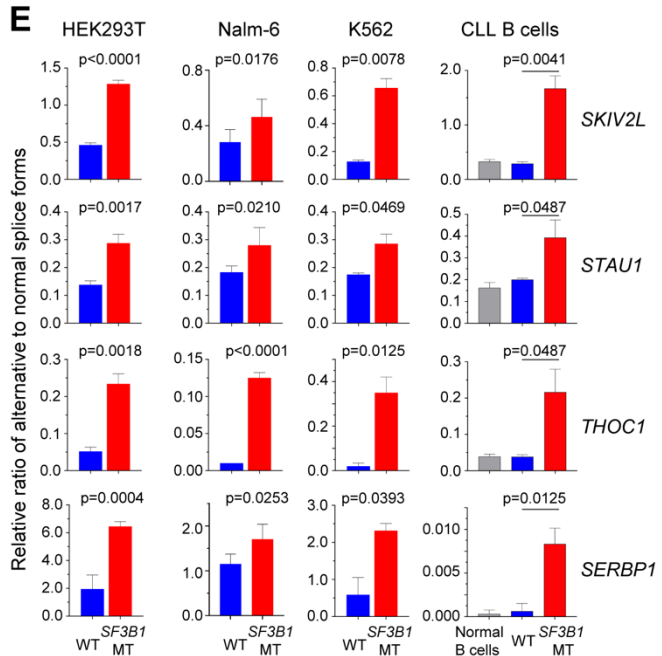 E
HEK293T Nalm-6 K562 CLL B cells
Relative ratio of alternative to normal splice forms
p<0.0001 p=0.0176 p=0.0078 p=0.0041
1.5 1.0 0.5 0.0
0.8 0.4 0.0
0.8 0.6 0.4 0.2 0.0
2.0 1.0 0.0
SKIV2L
p=0.0017 p=0.0210 p=0.0469 p=0.0487
0.4 0.3 0.2 0.1 0.0
0.4 0.3 0.2 0.1 0.0
0.4 0.3 0.2 0.1 0.0
0.5 0.4 0.3 0.2 0.1 0.0
STAU1
p=0.0018 p<0.0001 p=0.0125 p=0.0487
0.3 0.2 0.1 0.0
0.15 0.10 0.05 0.00
0.4 0.2 0.0
0.3 0.2 0.1 0.0
THOC1
p=0.0004 p=0.0253 p=0.0393 p=0.0125
8.0 6.0 4.0 2.0 0.0
2.0 1.0 0.0
3.0 2.0 1.0 0.0
0.010 0.005 0.000
SERBP1
WT SF3B1 MT WT SF3B1 MT WT SF3B1 MT Normal B cells WT SF3B1 MT